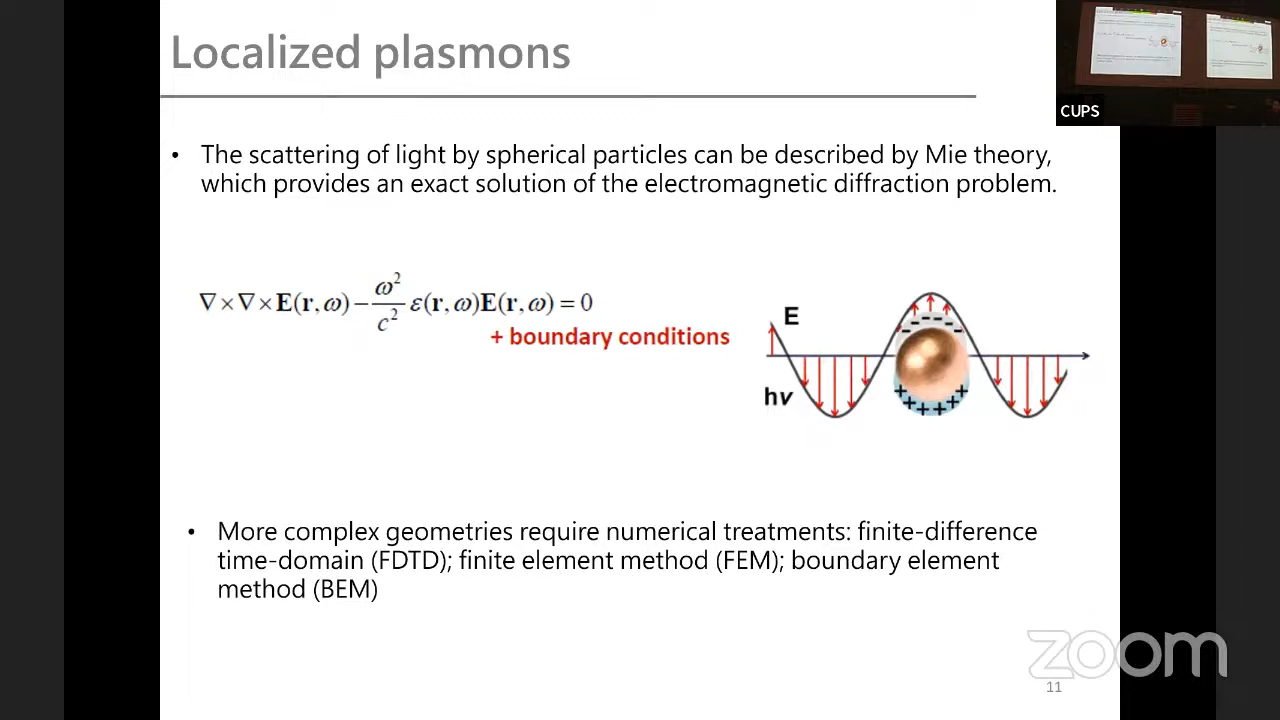 Localized plasmons
CUPS
• The scattering of light by spherical particles can be described by Mie theory,
which provides an exact solution of the electromagnetic diffraction problem.
∇×∇×E(r,ω)−ω²/c² ε(r,ω)E(r,ω)=0
+ boundary conditions
E
hν
• More complex geometries require numerical treatments: finite-difference
time-domain (FDTD); finite element method (FEM); boundary element
method (BEM)
zoom
11